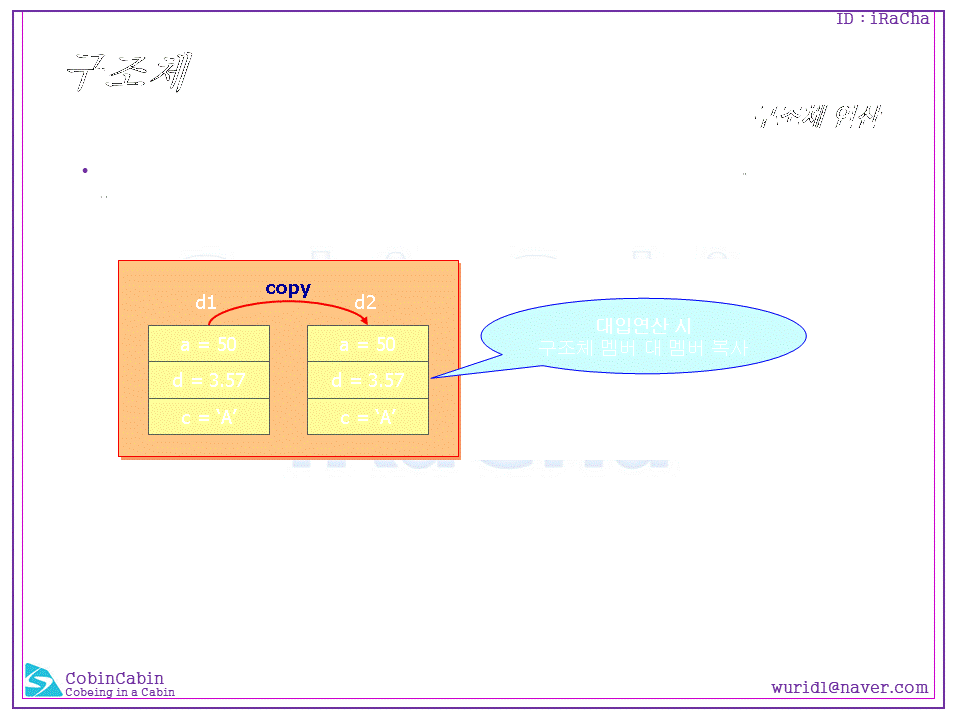 ID : iRaCha
구조체
구조체 연산
copy
d1
d2
a = 50
a = 50
d = 3.57
d = 3.57
c = 'A'
c = 'A'
대입연산 시
구조체 멤버 대 멤버 복사
CobinCabin
Cobeing in a Cabin
wuridl@naver.com